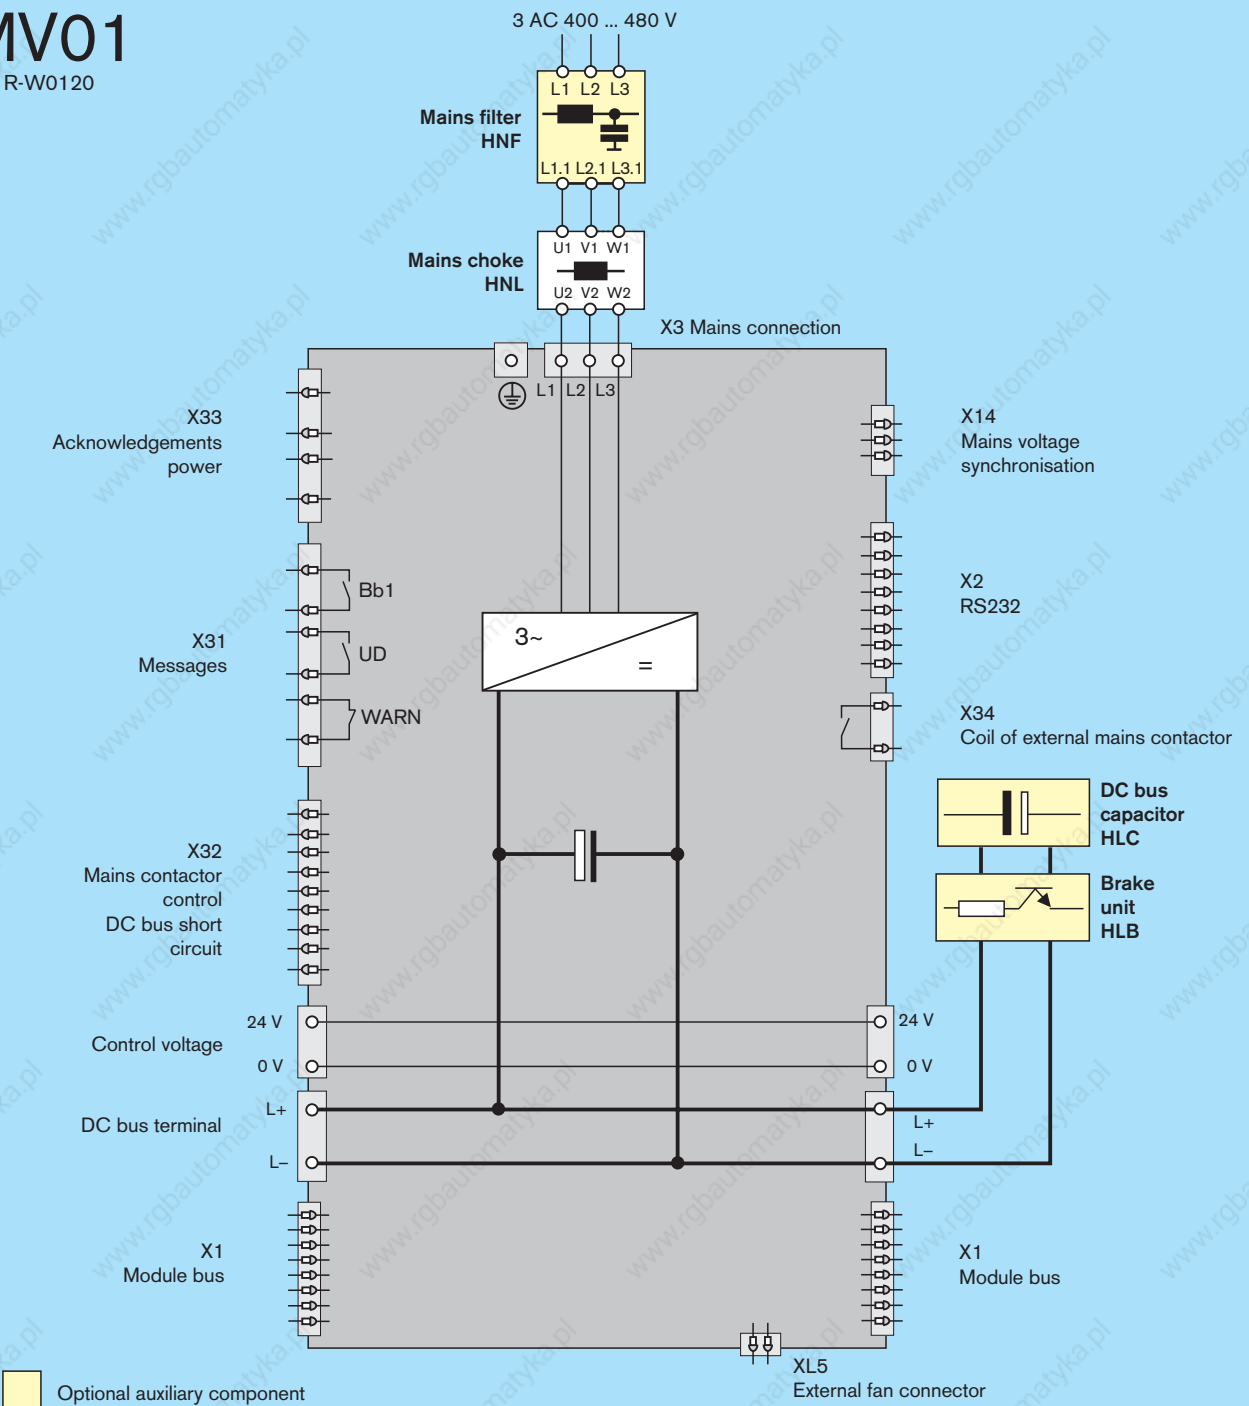 MV01
R-W0120
3 AC 400 ... 480 V
L1 L2 L3
Mains filter
HNF
L1.1 L2.1 L3.1
U1 V1 W1
Mains choke
HNL
U2 V2 W2
X3 Mains connection
L1 L2 L3
X33
Acknowledgements
power
X14
Mains voltage
synchronisation
Bb1
X31
Messages
UD
WARN
3~
=
X2
RS232
X34
Coil of external mains contactor
DC bus
capacitor
HLC
Brake
unit
HLB
X32
Mains contactor
control
DC bus short
circuit
24 V
Control voltage
0 V
24 V
0 V
L+
DC bus terminal
L–
L+
L–
X1
Module bus
X1
Module bus
XL5
External fan connector
Optional auxiliary component
www.rgbautomatyka.pl